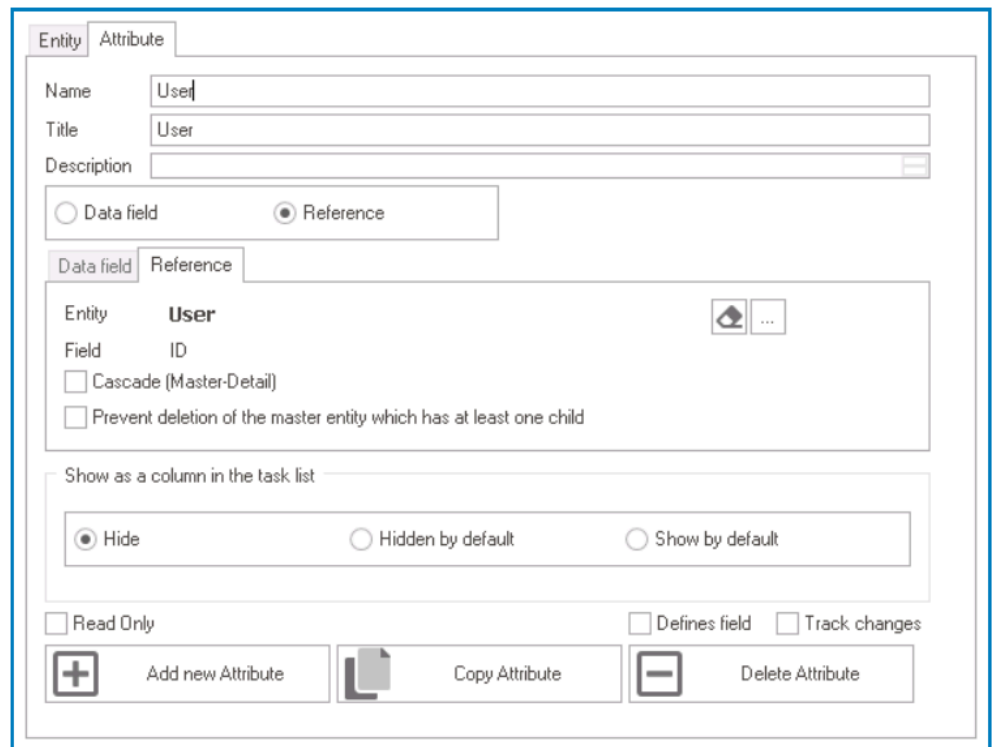 Entity Attribute
Name User
Title User
Description
Data field Reference
Data field Reference
Entity User ...
Field ID
Cascade (Master-Detail)
Prevent deletion of the master entity which has at least one child
Show as a column in the task list
Hide Hidden by default Show by default
Read Only Defines field Track changes
Add new Attribute Copy Attribute Delete Attribute